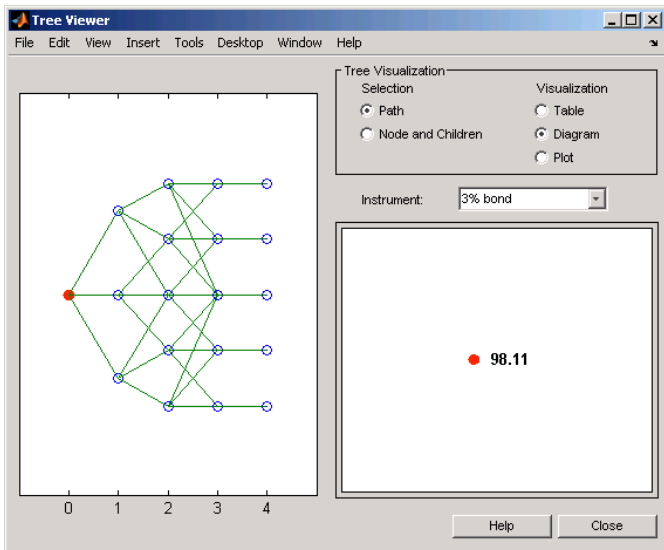 Tree Viewer
File Edit View Insert Tools Desktop Window Help
Tree Visualization
Selection Visualization
Path Table
Node and Children Diagram
Plot
Instrument: 3% bond
98.11
0 1 2 3 4
Help Close